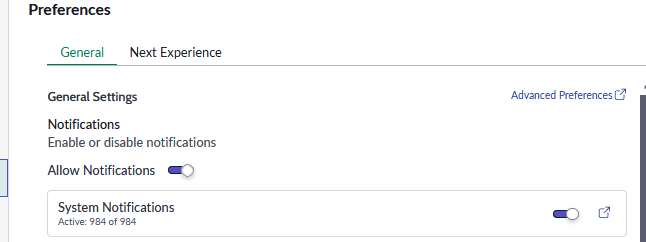 Preferences
General
Next Experience
General Settings
Advanced Preferences
Notifications
Enable or disable notifications
Allow Notifications
System Notifications
Active: 984 of 984